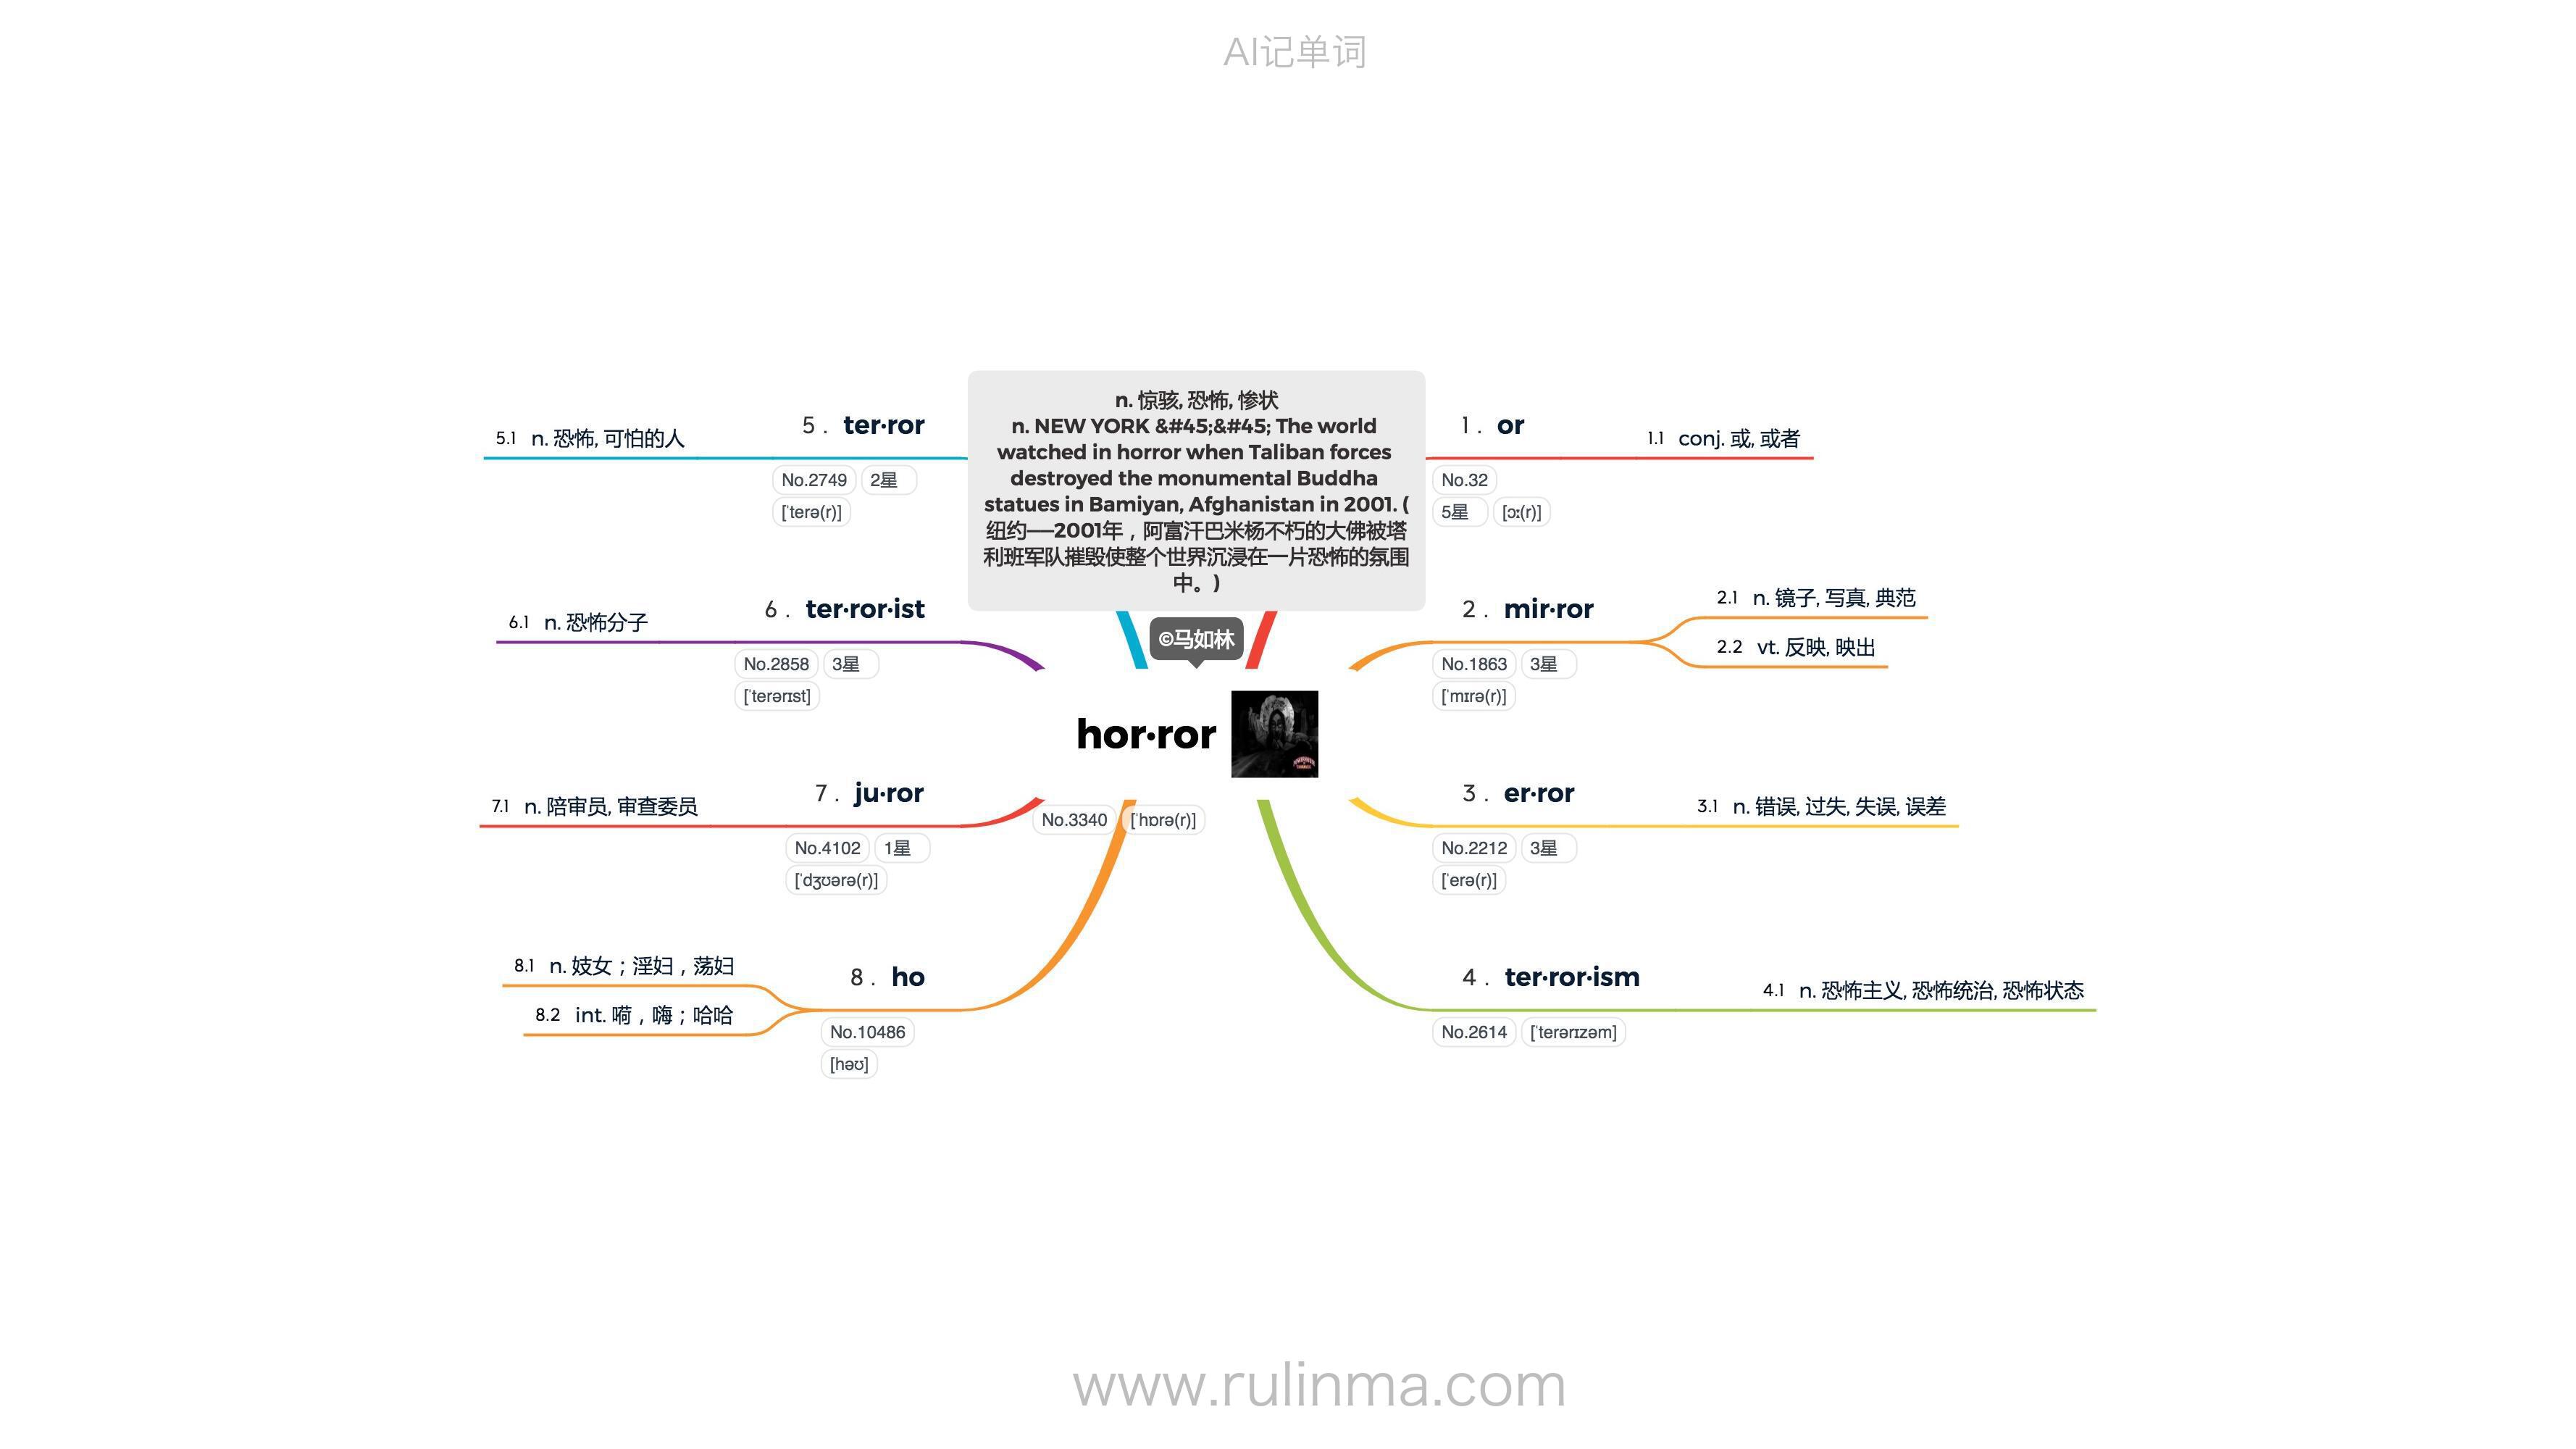 AI记单词
n. 惊骇, 恐怖, 惨状
n. NEW YORK &#45;&#45; The world
watched in horror when Taliban forces
destroyed the monumental Buddha
statues in Bamiyan, Afghanistan in 2001. (
纽约——2001年，阿富汗巴米杨不朽的大佛被塔
利班军队摧毁使整个世界沉浸在一片恐怖的氛围
中。)
©马如林
hor·ror
No.3340 [ˈhɒrə(r)]
1. or
1.1 conj. 或, 或者
No.32
5星 [ɔː(r)]
2. mir·ror
2.1 n. 镜子, 写真, 典范
2.2 vt. 反映, 映出
No.1863 3星
[ˈmɪrə(r)]
3. er·ror
3.1 n. 错误, 过失, 失误, 误差
No.2212 3星
[ˈerə(r)]
4. ter·ror·ism
4.1 n. 恐怖主义, 恐怖统治, 恐怖状态
No.2614 [ˈterərɪzəm]
5. ter·ror
5.1 n. 恐怖, 可怕的人
No.2749 2星
[ˈterə(r)]
6. ter·ror·ist
6.1 n. 恐怖分子
No.2858 3星
[ˈterərɪst]
7. ju·ror
7.1 n. 陪审员, 审查委员
No.4102 1星
[ˈdʒʊərə(r)]
8. ho
8.1 n. 妓女；淫妇，荡妇
8.2 int. 嗬，嗨；哈哈
No.10486
[həʊ]
www.rulinma.com